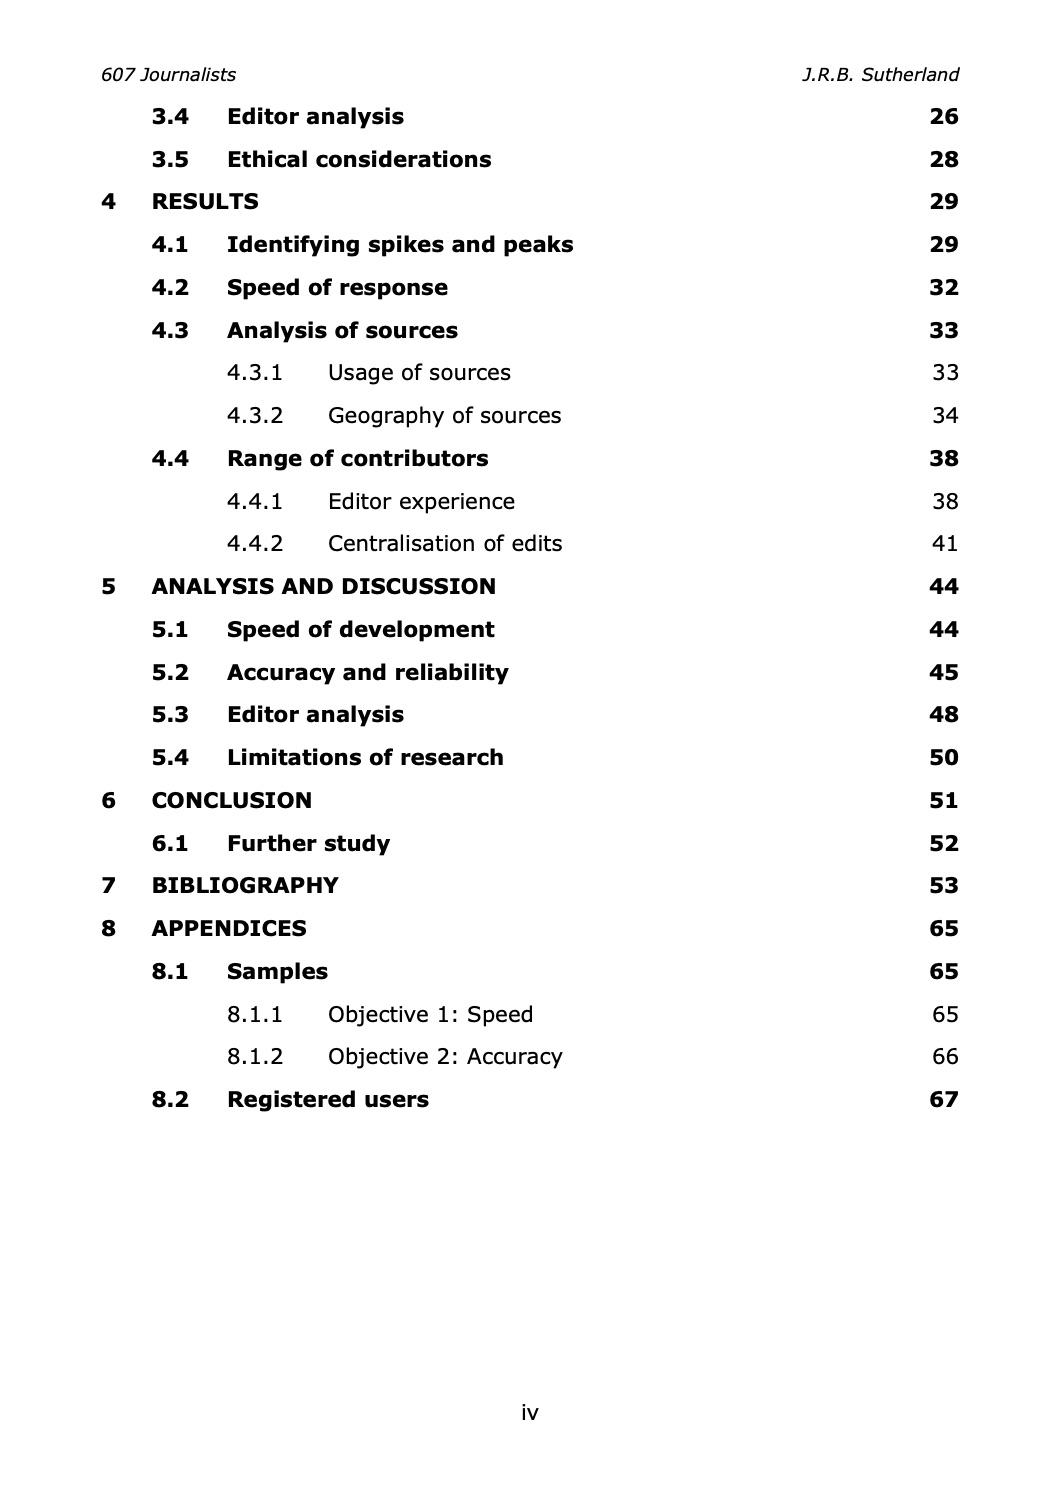 607 Journalists J.R.B. Sutherland
3.4 Editor analysis 26
3.5 Ethical considerations 28
4 RESULTS 29
4.1 Identifying spikes and peaks 29
4.2 Speed of response 32
4.3 Analysis of sources 33
4.3.1 Usage of sources 33
4.3.2 Geography of sources 34
4.4 Range of contributors 38
4.4.1 Editor experience 38
4.4.2 Centralisation of edits 41
5 ANALYSIS AND DISCUSSION 44
5.1 Speed of development 44
5.2 Accuracy and reliability 45
5.3 Editor analysis 48
5.4 Limitations of research 50
6 CONCLUSION 51
6.1 Further study 52
7 BIBLIOGRAPHY 53
8 APPENDICES 65
8.1 Samples 65
8.1.1 Objective 1: Speed 65
8.1.2 Objective 2: Accuracy 66
8.2 Registered users 67
iv